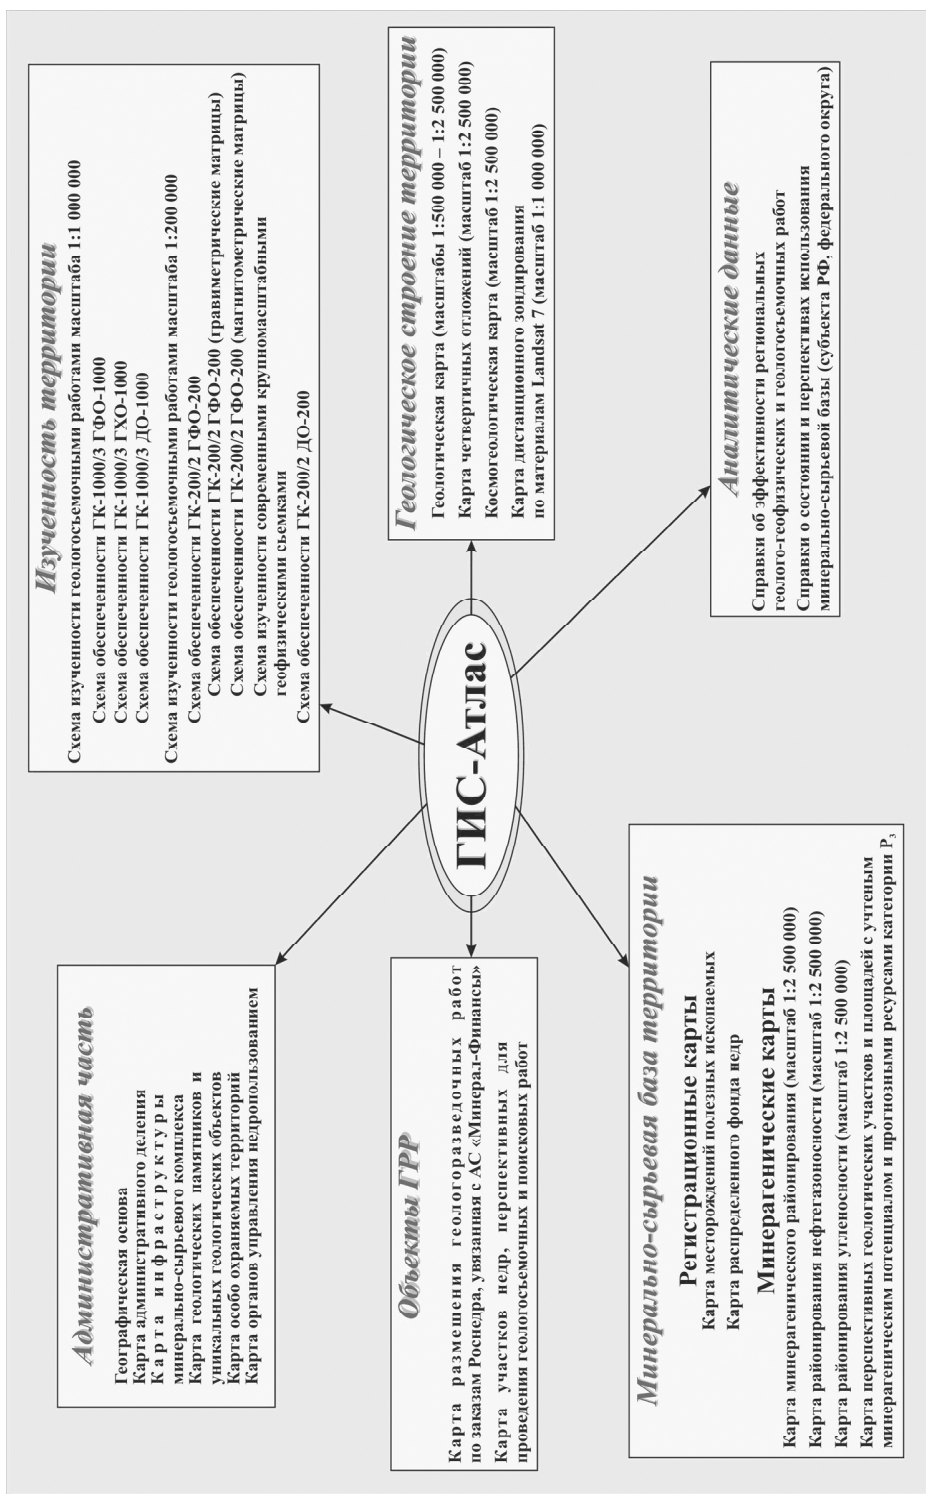 Административная часть
Географическая основа
Карта административного деления
Карта инфраструктуры
минерально-сырьевого комплекса
Карта геологических памятников и
уникальных геологических объектов
Карта особо охраняемых территорий
Карта органов управления недропользованием
Изученность территории
Схема изученности геологосъемочными работами масштаба 1:1 000 000
Схема обеспеченности ГК-1000/3 ГФО-1000
Схема обеспеченности ГК-1000/3 ГХО-1000
Схема обеспеченности ГК-1000/3 ДО-1000
Схема изученности геологосъемочными работами масштаба 1:200 000
Схема обеспеченности ГК-200/2 ГФО-200
Схема обеспеченности ГК-200/2 ГФО-200 (гравиметрические матрицы)
Схема обеспеченности ГК-200/2 ГФО-200 (магнитометрические матрицы)
Схема изученности современными крупномасштабными
геофизическими съемками
Схема обеспеченности ГК-200/2 ДО-200
Объекты ГРР
Карта размешения геологоразведочных работ
по заказам Роснедра, увязанная с АС «Минерал-Финансы»
Карта участков недр, перспективных для
проведения геологосъемочных и поисковых работ
ГИС-Атлас
Геологическое строение территории
Геологическая карта (масштабы 1:500 000 – 1:2 500 000)
Карта четвертичных отложений (масштаб 1:2 500 000)
Космогеологическая карта (масштаб 1:2 500 000)
Карта дистанционного зондирования
по материалам Landsat 7 (масштаб 1:1 000 000)
Минерально-сырьевая база территории
Регистрационные карты
Карта месторождений полезных ископаемых
Карта распределенного фонда недр
Минерагенические карты
Карта минерагенического районирования (масштаб 1:2 500 000)
Карта районирования нефтегазоносности (масштаб 1:2 500 000)
Карта районирования угленосности (масштаб 1:2 500 000)
Карта перспективных геологических участков и площадей с учтеным
минерагеническим потенциалом и прогнозными ресурсами категории P₃
Аналитические данные
Справки об эффективности региональных
геолого-геофизических и геологосъемочных работ
Справки о состоянии и перспективах использования
минерально-сырьевой базы (субъекта РФ, федерального округа)